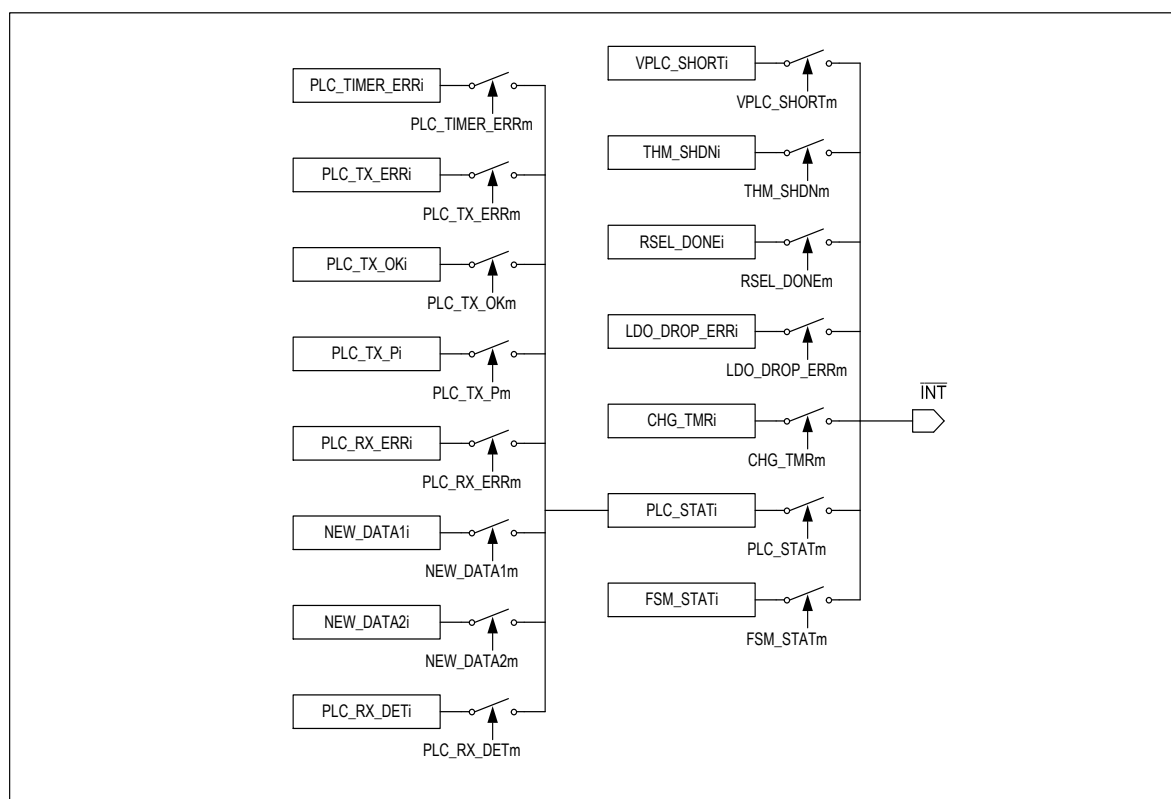 PLC_TIMER_ERRi
PLC_TIMER_ERRm
PLC_TX_ERRi
PLC_TX_ERRm
PLC_TX_OKi
PLC_TX_OKm
PLC_TX_Pi
PLC_TX_Pm
PLC_RX_ERRi
PLC_RX_ERRm
NEW_DATA1i
NEW_DATA1m
NEW_DATA2i
NEW_DATA2m
PLC_RX_DETi
PLC_RX_DETm
VPLC_SHORTi
VPLC_SHORTm
THM_SHDNi
THM_SHDNm
RSEL_DONEi
RSEL_DONEm
LDO_DROP_ERRi
LDO_DROP_ERRm
CHG_TMRi
CHG_TMRm
PLC_STATi
PLC_STATm
FSM_STATi
FSM_STATm
INT